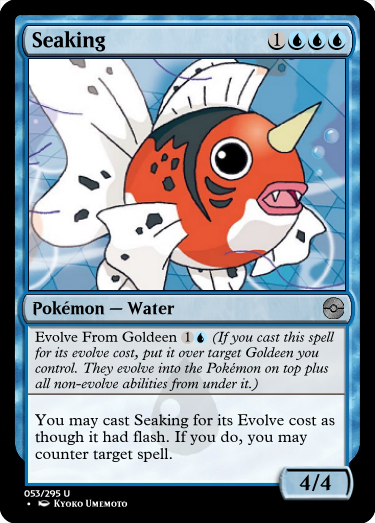 Seaking 1
Pokémon — Water
Evolve From Goldeen 1 (If you cast this spell
for its evolve cost, put it over target Goldeen you
control. They evolve into the Pokémon on top plus
all non-evolve abilities from under it.)
You may cast Seaking for its Evolve cost as
though it had flash. If you do, you may
counter target spell.
4/4
053/295 U
• Kyoko Umemoto